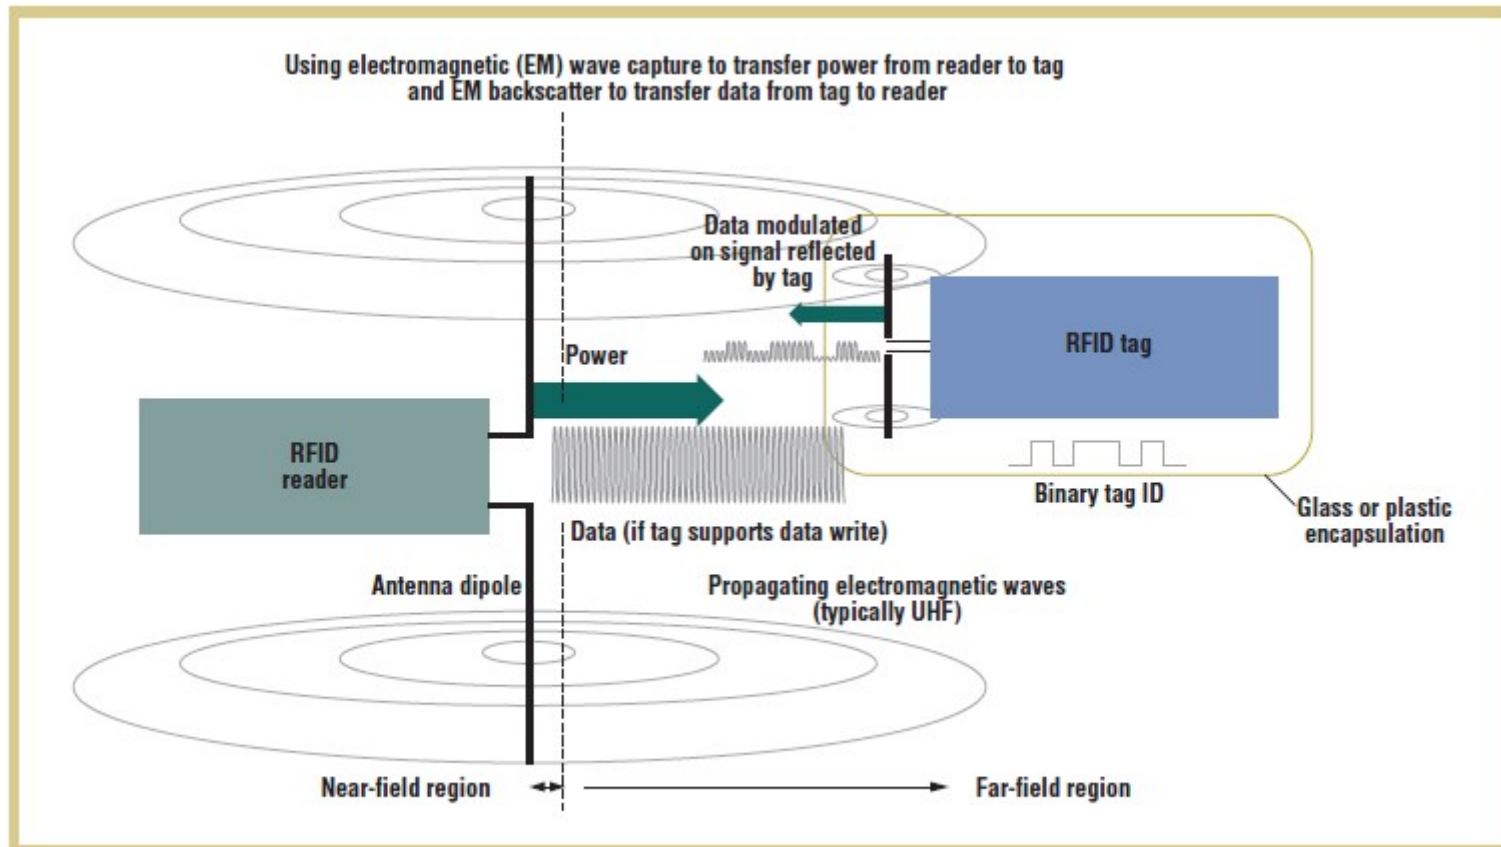 Using electromagnetic (EM) wave capture to transfer power from reader to tag
and EM backscatter to transfer data from tag to reader
Data modulated
on signal reflected
by tag
Power
RFID tag
RFID
reader
Binary tag ID
Glass or plastic
encapsulation
Data (if tag supports data write)
Antenna dipole
Propagating electromagnetic waves
(typically UHF)
Near-field region
Far-field region